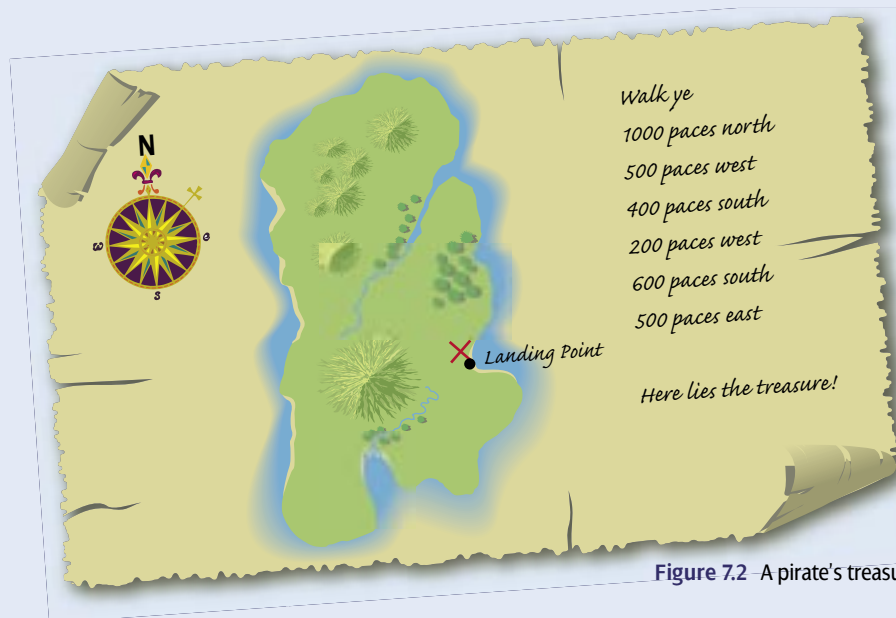 N
S
Walk ye
1000 paces north
500 paces west
400 paces south
200 paces west
600 paces south
500 paces east
Landing Point
Here lies the treasure!
Figure 7.2 A pirate's